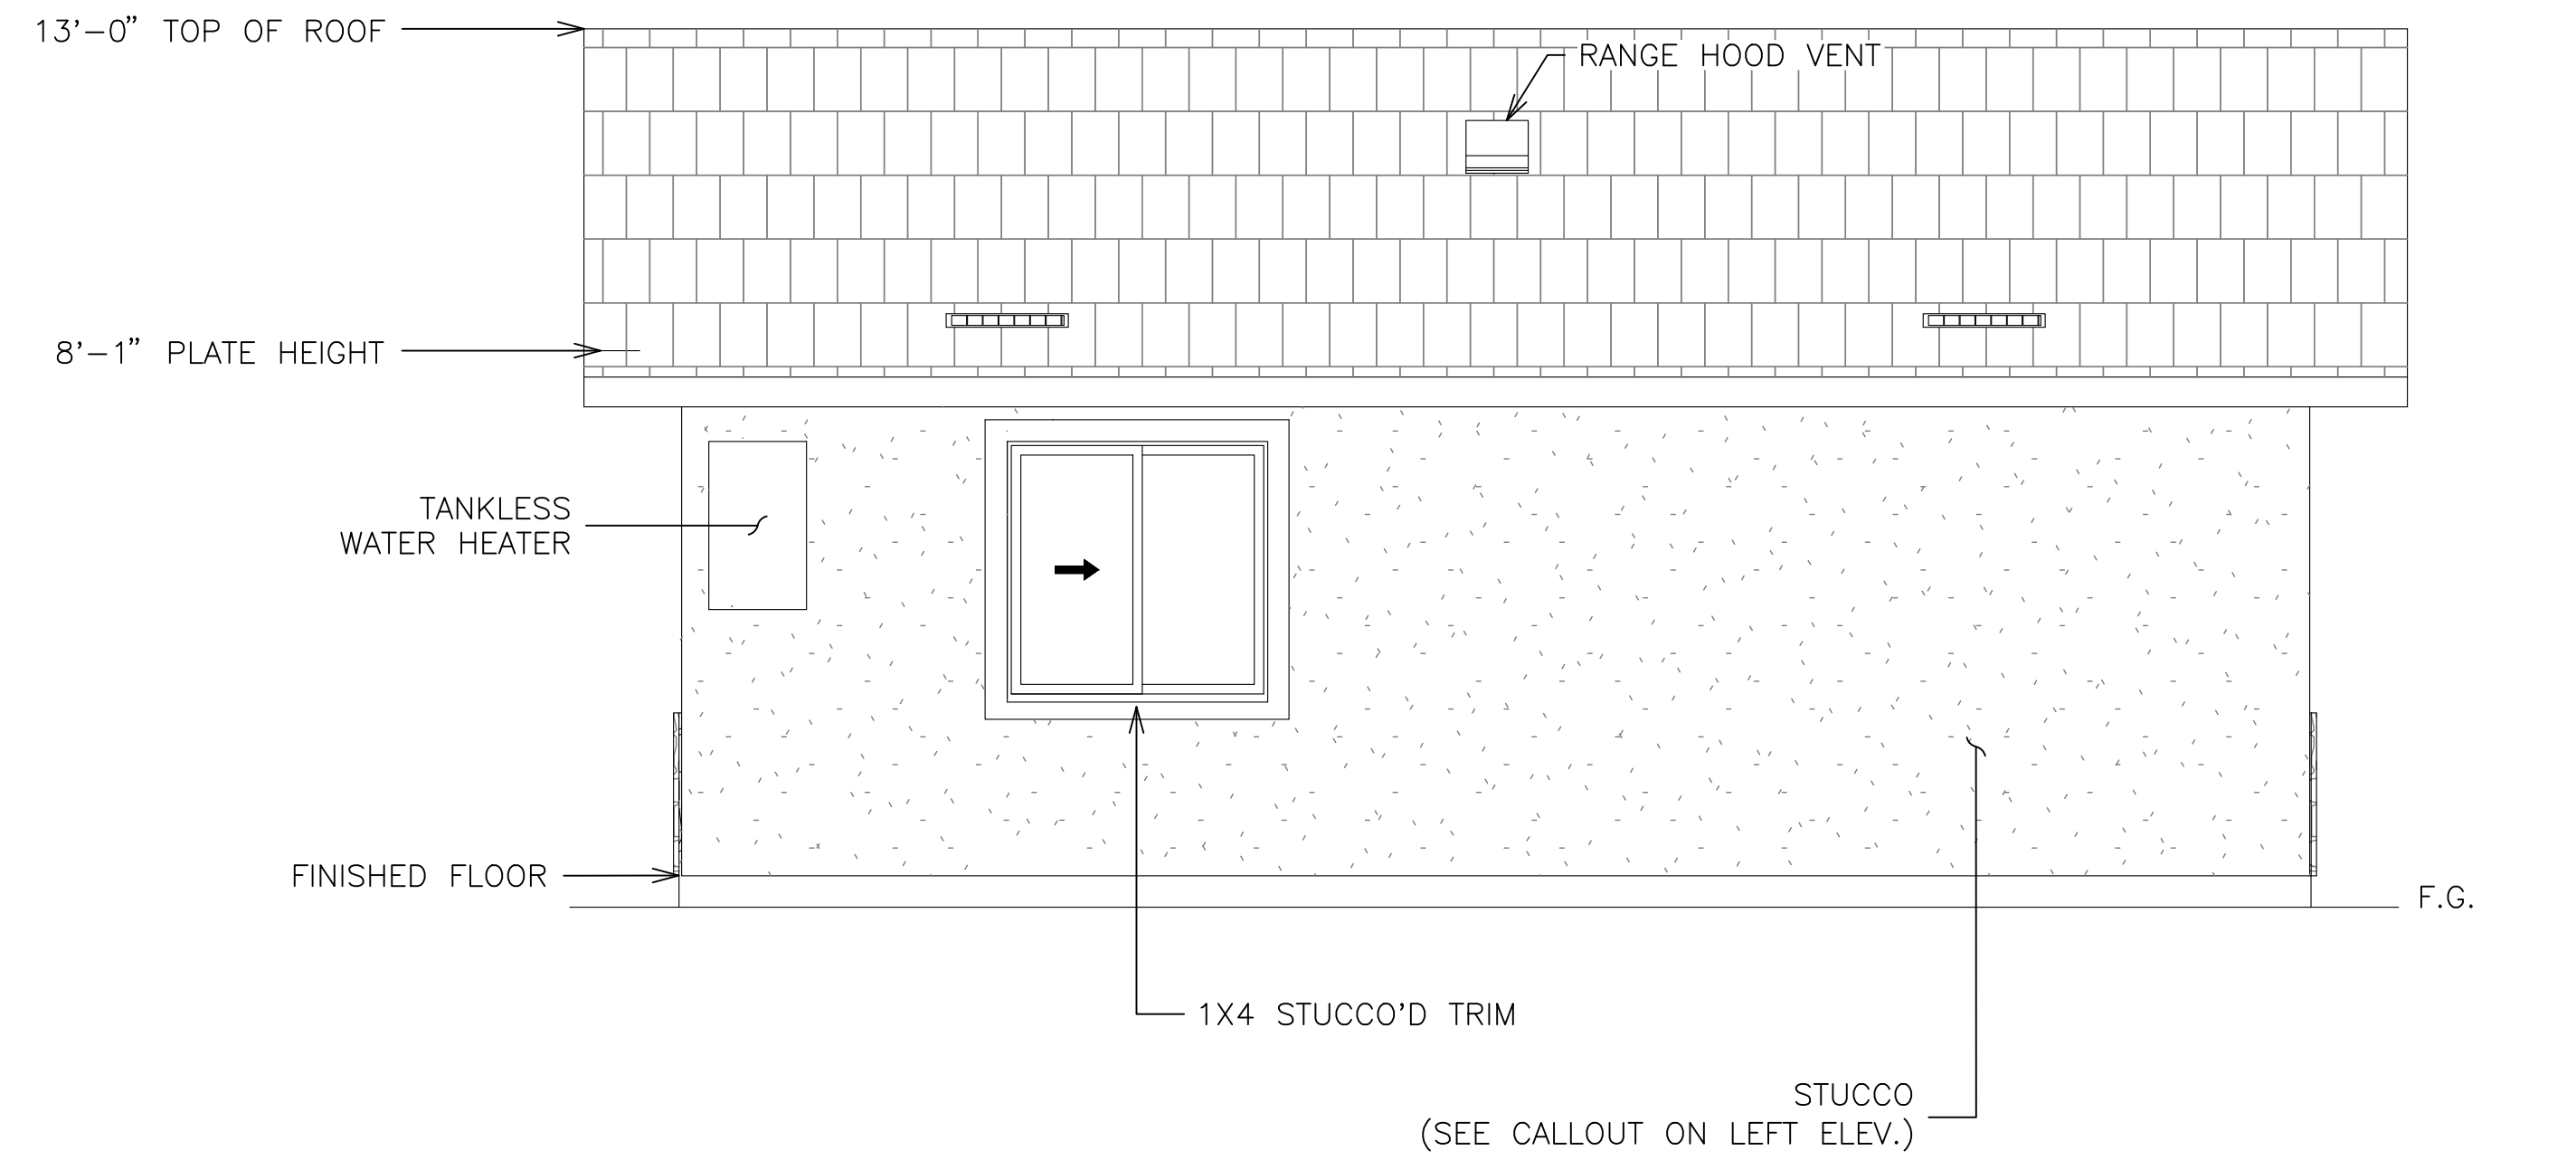 13'-0" TOP OF ROOF
RANGE HOOD VENT
8'-1" PLATE HEIGHT
TANKLESS
WATER HEATER
FINISHED FLOOR
F.G.
1X4 STUCCO'D TRIM
STUCCO
(SEE CALLOUT ON LEFT ELEV.)